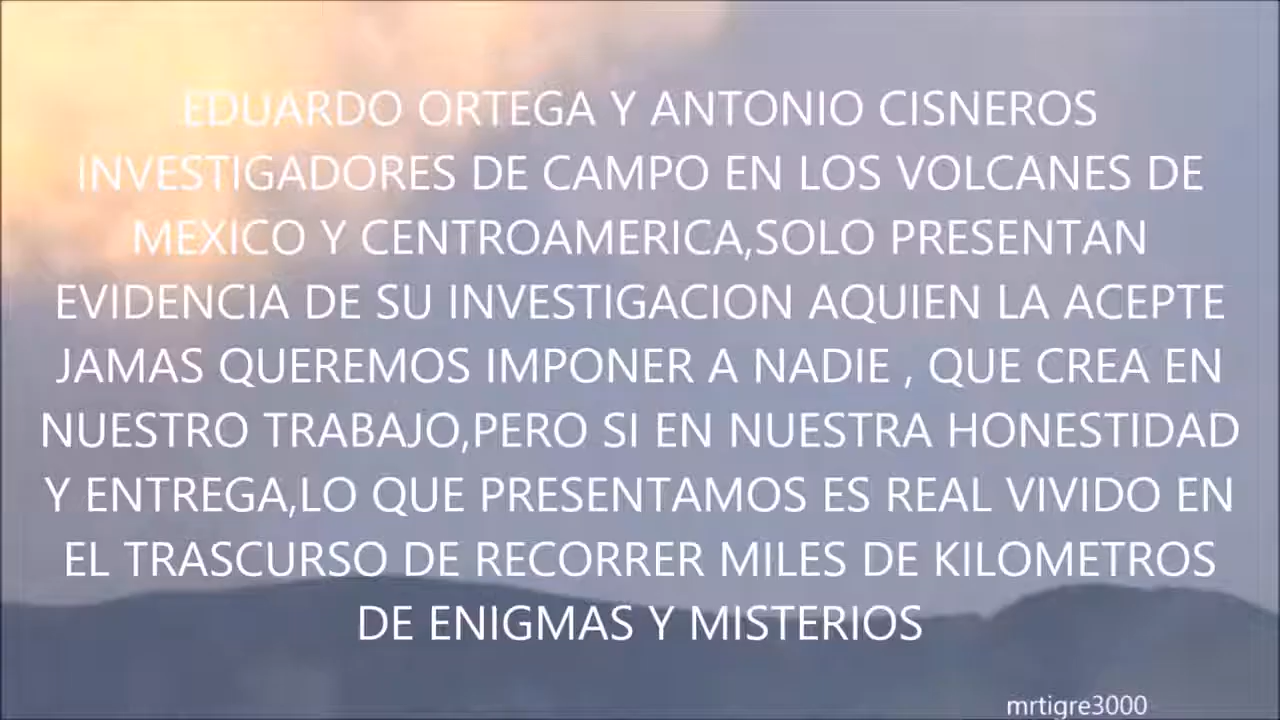 EDUARDO ORTEGA Y ANTONIO CISNEROS
INVESTIGADORES DE CAMPO EN LOS VOLCANES DE
MEXICO Y CENTROAMERICA,SOLO PRESENTAN
EVIDENCIA DE SU INVESTIGACION AQUIEN LA ACEPTE
JAMAS QUEREMOS IMPONER A NADIE , QUE CREA EN
NUESTRO TRABAJO,PERO SI EN NUESTRA HONESTIDAD
Y ENTREGA,LO QUE PRESENTAMOS ES REAL VIVIDO EN
EL TRASCURSO DE RECORRER MILES DE KILOMETROS
DE ENIGMAS Y MISTERIOS
mrtigre3000